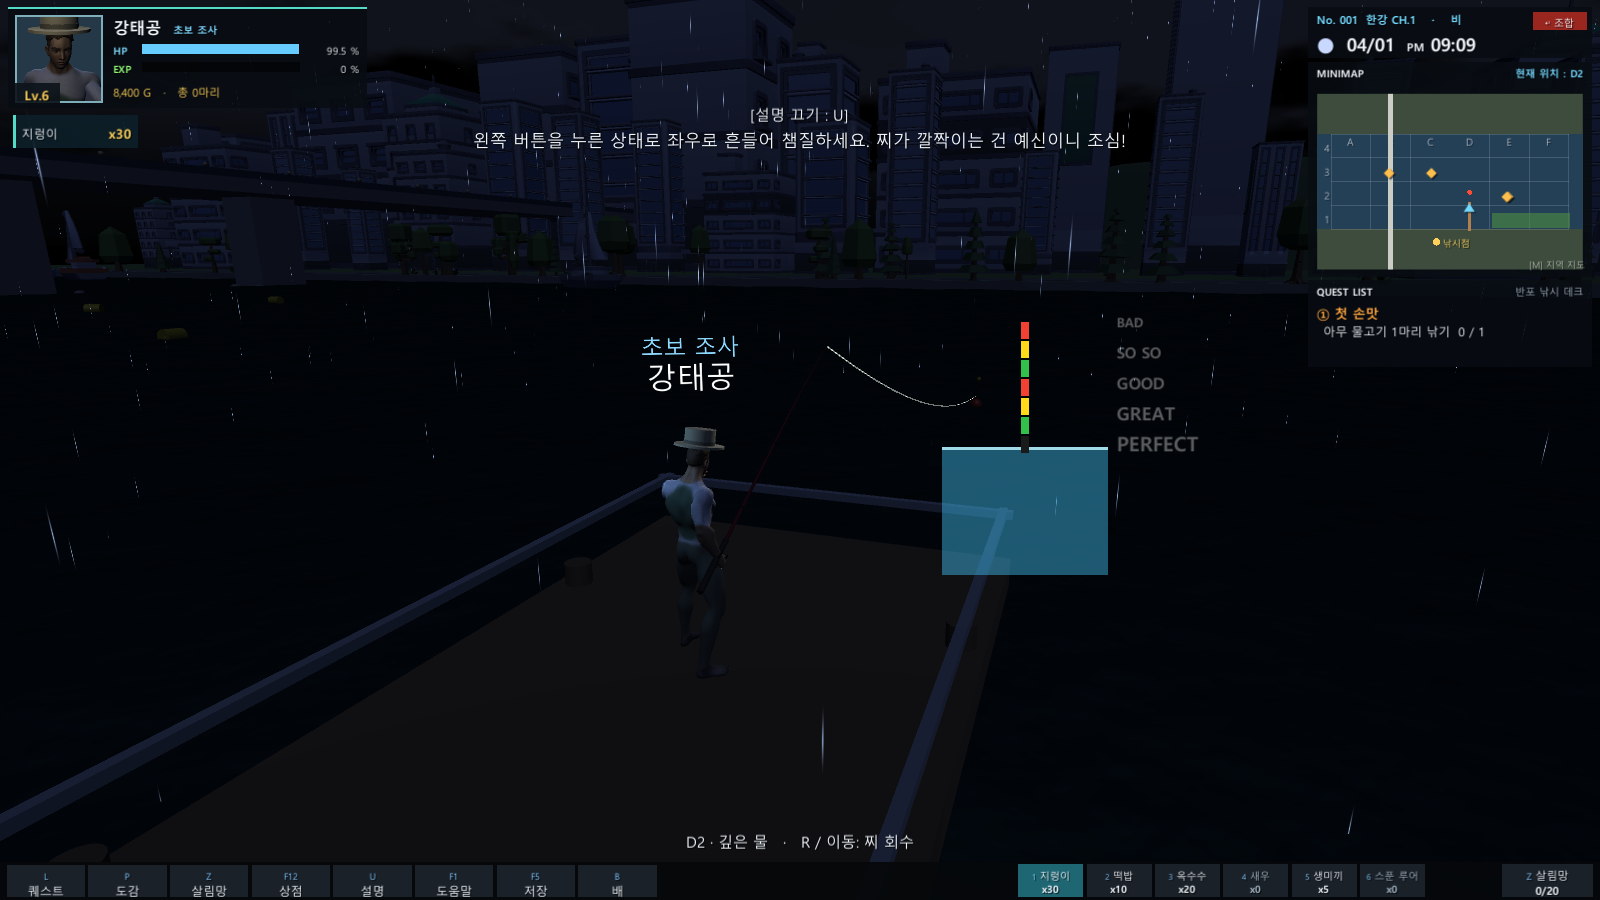 강태공 초보 조사
HP 99.5 %
EXP 0 %
Lv.6
8,400 G · 총 0마리
지렁이 x30
[설명 끄기 : U]
왼쪽 버튼을 누른 상태로 좌우로 흔들어 챔질하세요. 찌가 깔짝이는 건 예신이니 조심!
No. 001 한강 CH.1 · 비
조합
04/01 PM 09:09
MINIMAP 현재 위치 : D2
A C D E F
4
3
2
1
낚시점
[M] 지역 지도
QUEST LIST 반포 낚시 데크
① 첫 손맛
아무 물고기 1마리 낚기 0 / 1
초보 조사
강태공
BAD
SO SO
GOOD
GREAT
PERFECT
D2 · 깊은 물 · R / 이동: 찌 회수
L 퀘스트
P 도감
Z 살림망
F12 상점
U 설명
F1 도움말
F5 저장
B 배
1 지렁이 x30
2 떡밥 x10
3 옥수수 x20
4 새우 x0
5 생미끼 x5
6 스푼 루어 x0
Z 살림망 0/20